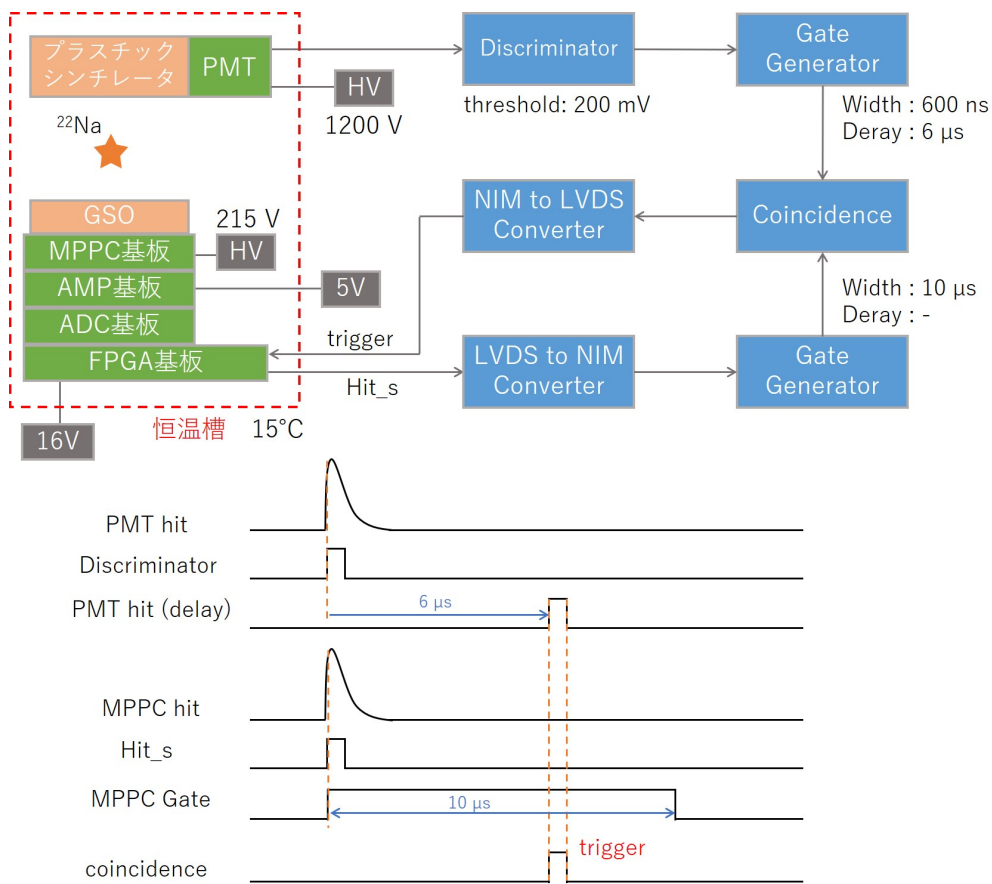 プラスチック
シンチレータ
PMT
HV
1200 V
Discriminator
threshold: 200 mV
Gate
Generator
Width : 600 ns
Deray : 6 μs
²²Na
GSO
MPPC基板
AMP基板
ADC基板
FPGA基板
215 V
HV
5V
16V
恒温槽 15°C
NIM to LVDS
Converter
Coincidence
trigger
Hit_s
LVDS to NIM
Converter
Width : 10 μs
Deray : -
Gate
Generator
PMT hit
Discriminator
PMT hit (delay)
6 μs
MPPC hit
Hit_s
MPPC Gate
10 μs
coincidence
trigger